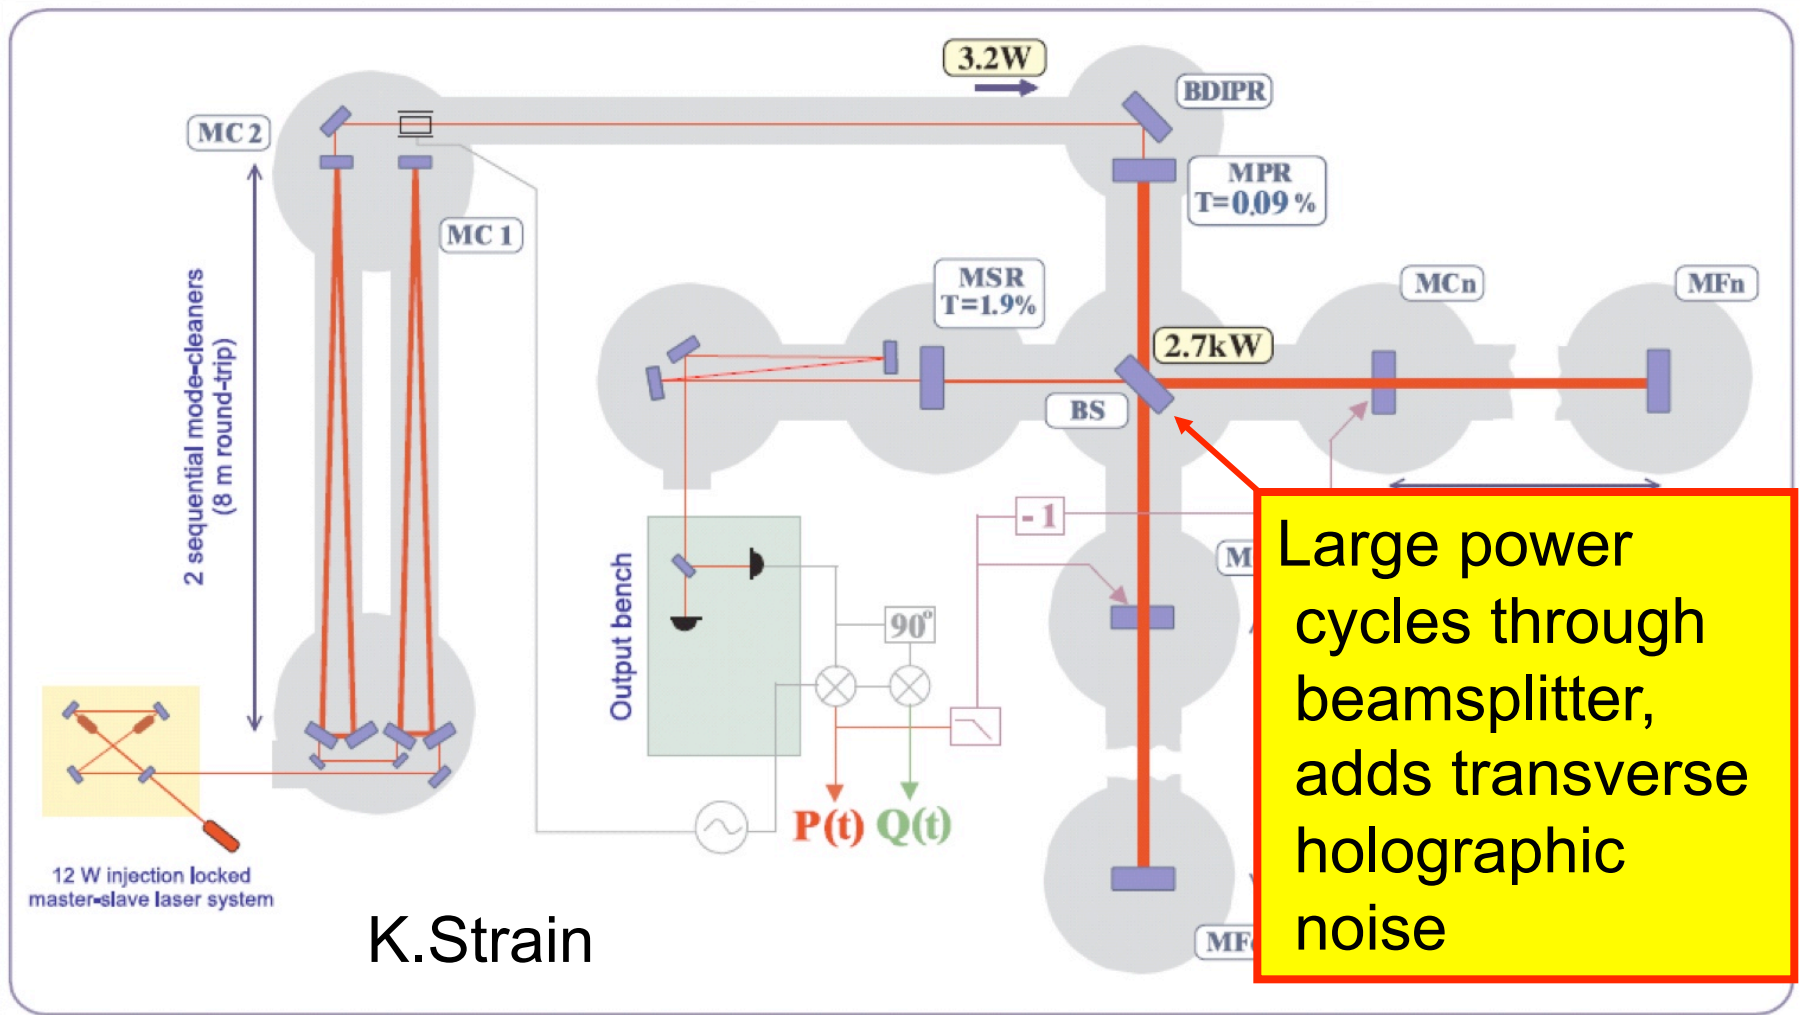 3.2W
BDIPR
MC 2
MPR
T=0.09 %
MC 1
MSR
T=1.9%
MCn
MFn
2 sequential mode-cleaners
(8 m round-trip)
2.7kW
BS
- 1
Large power
cycles through
beamsplitter,
adds transverse
holographic
noise
Output bench
90°
P(t) Q(t)
12 W injection locked
master-slave laser system
K.Strain